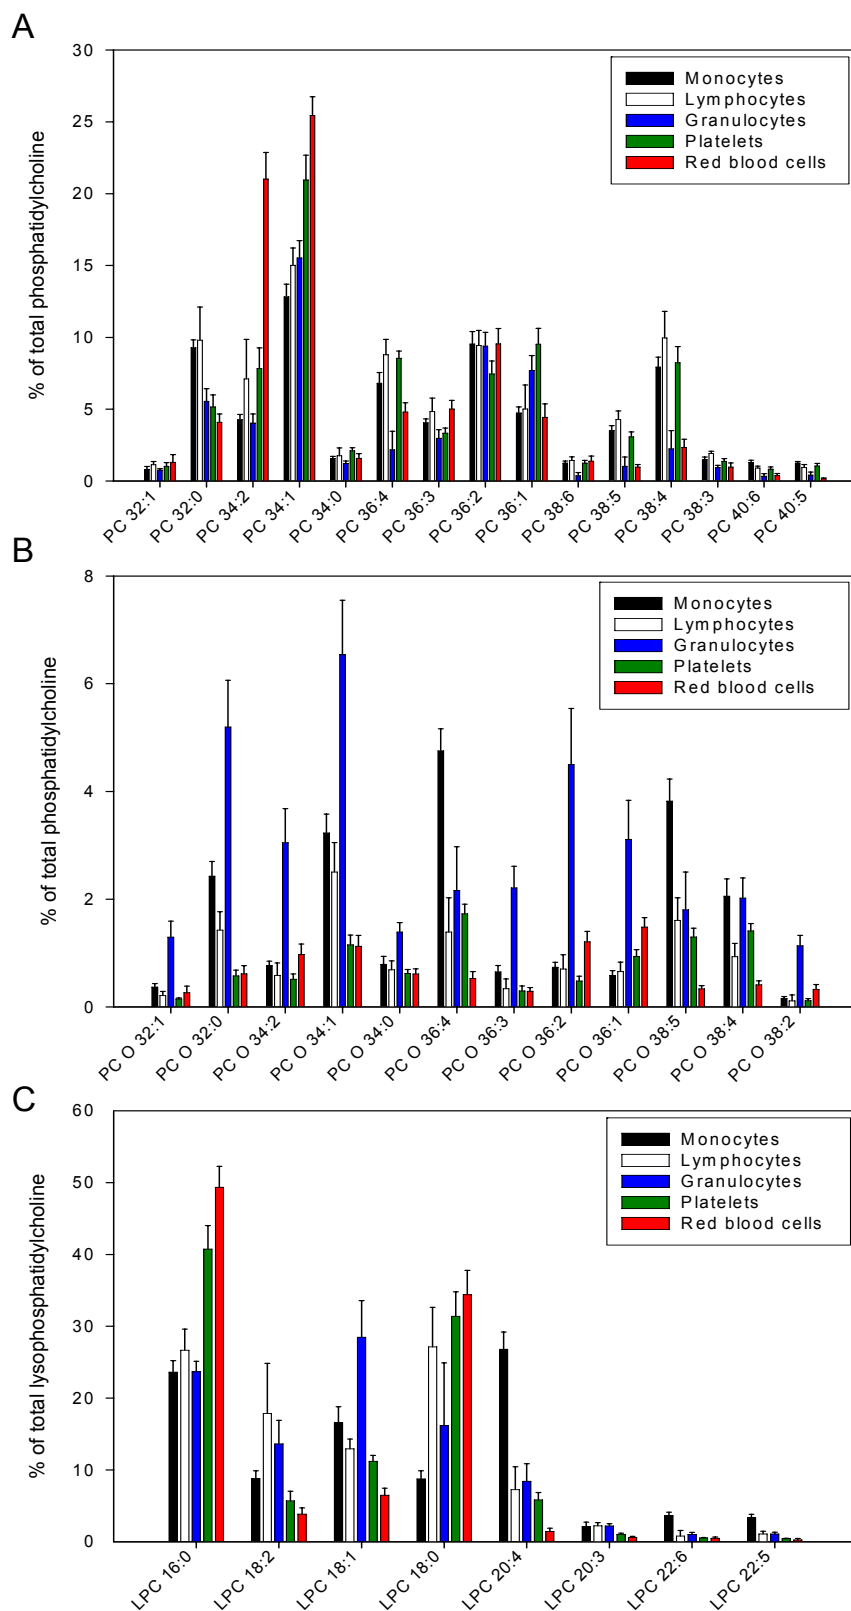 A
30
25
20
15
10
5
0
% of total phosphatidylcholine
Monocytes
Lymphocytes
Granulocytes
Platelets
Red blood cells
PC 32:1
PC 32:0
PC 34:2
PC 34:1
PC 34:0
PC 36:4
PC 36:3
PC 36:2
PC 36:1
PC 38:6
PC 38:5
PC 38:4
PC 38:3
PC 40:6
PC 40:5
B
8
6
4
2
0
% of total phosphatidylcholine
Monocytes
Lymphocytes
Granulocytes
Platelets
Red blood cells
PC O 32:1
PC O 32:0
PC O 34:2
PC O 34:1
PC O 34:0
PC O 36:4
PC O 36:3
PC O 36:2
PC O 36:1
PC O 38:5
PC O 38:4
PC O 38:2
C
60
50
40
30
20
10
0
% of total lysophosphatidylcholine
Monocytes
Lymphocytes
Granulocytes
Platelets
Red blood cells
LPC 16:0
LPC 18:2
LPC 18:1
LPC 18:0
LPC 20:4
LPC 20:3
LPC 22:6
LPC 22:5